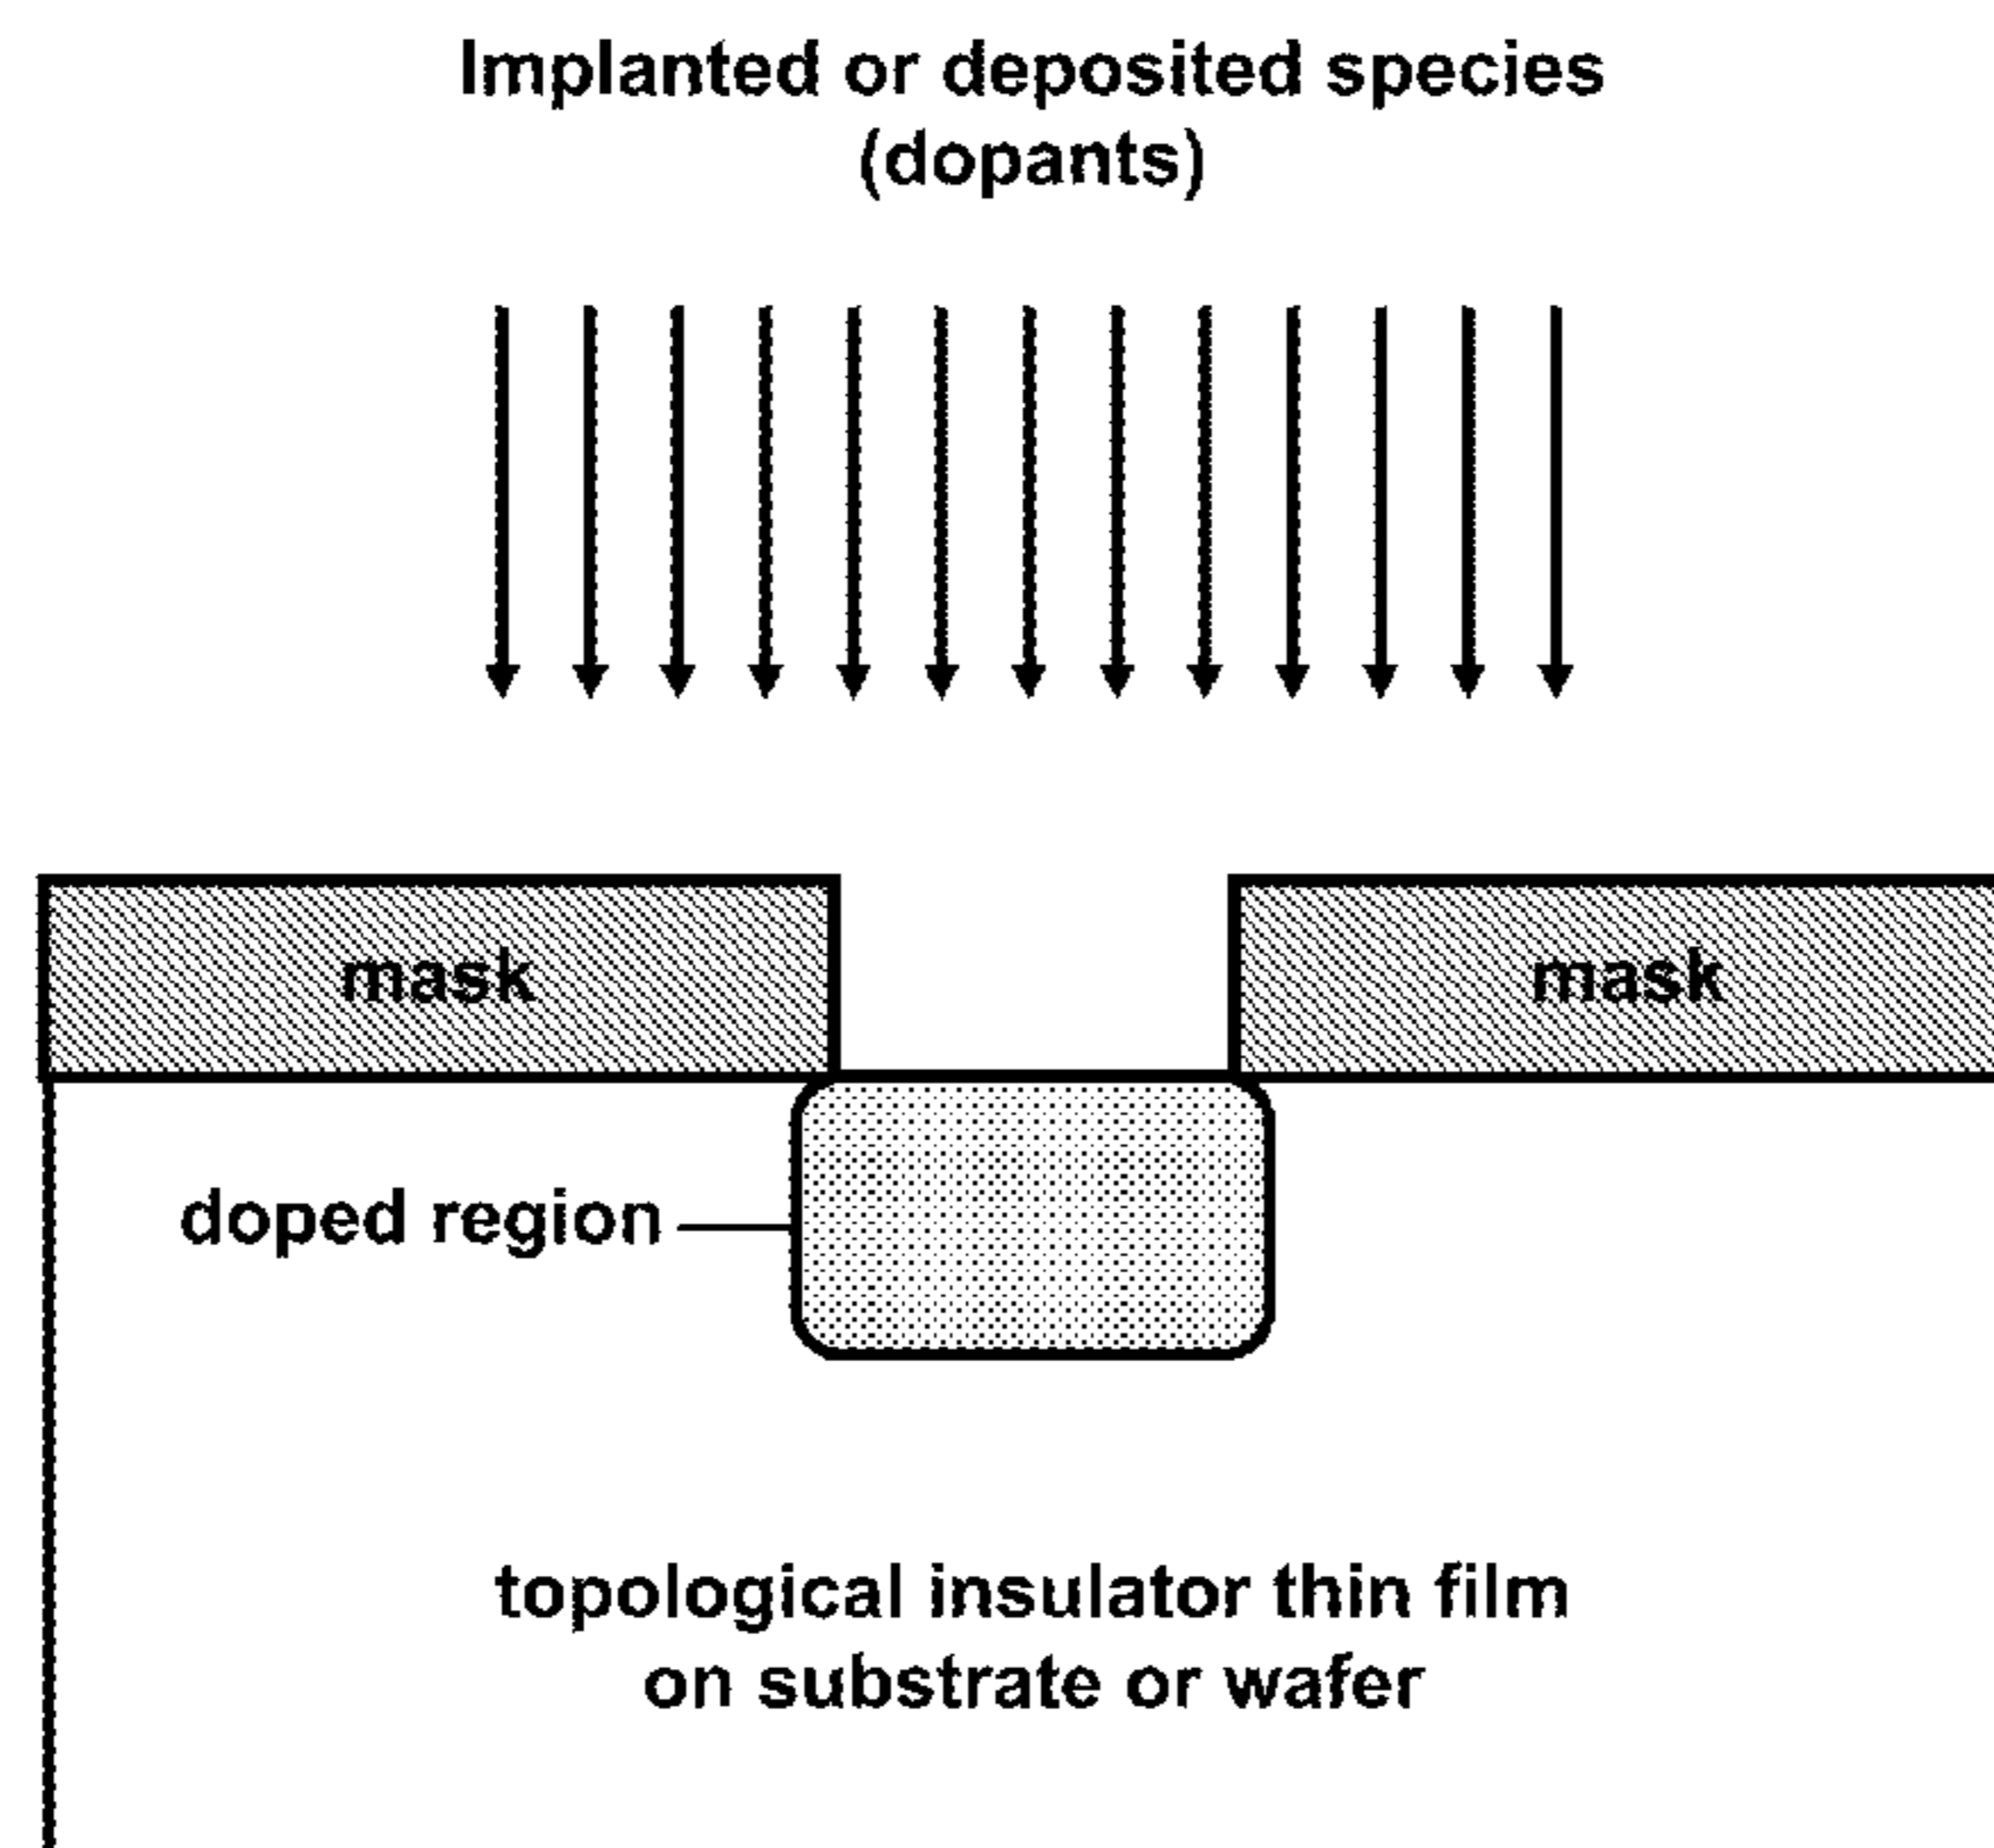 Implanted or deposited species
(dopants)
mask
mask
doped region
topological insulator thin film
on substrate or wafer